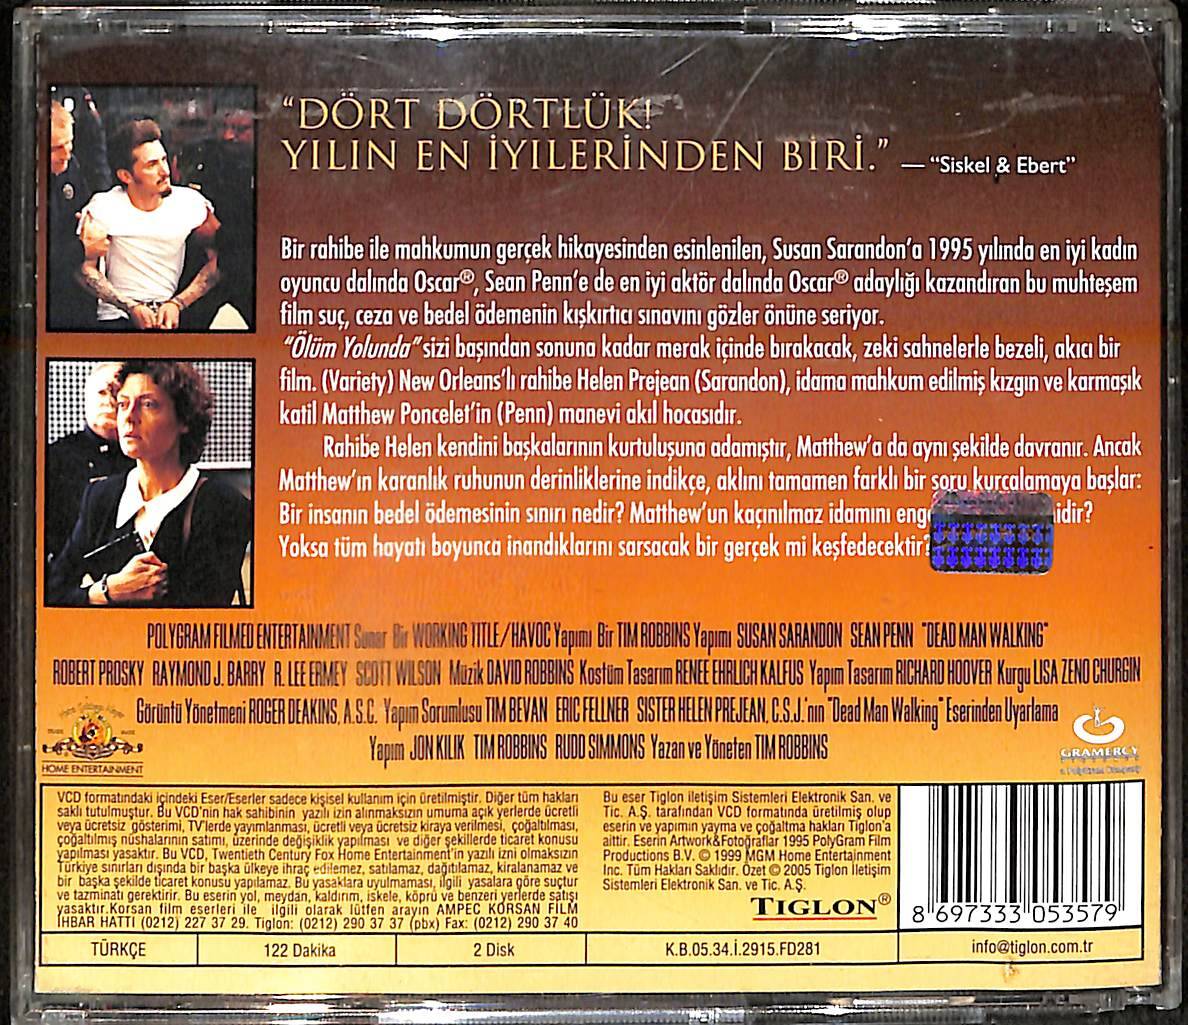 “DÖRT DÖRTLÜK!
YILIN EN İYILERİNDEN BİRİ.” — “Siskel & Ebert”
Bir rahibe ile mahkumun gerçek hikayesinden esinlenilen, Susan Sarandon'a 1995 yılında en iyi kadın
oyuncu dalında Oscar®, Sean Penn'e de en iyi aktör dalında Oscar® adaylığı kazandıran bu muhteşem
film suç, ceza ve bedel ödemenin kışkırtıcı sınavını gözler önüne seriyor.
“Ölüm Yolunda” sizi başından sonuna kadar merak içinde bırakacak, zeki sahnelerle bezeli, akıcı bir
film. (Variety) New Orleans'lı rahibe Helen Prejean (Sarandon), idama mahkum edilmiş kızgın ve karmaşık
katil Matthew Poncelet'in (Penn) manevi akıl hocasıdır.
Rahibe Helen kendini başkalarının kurtuluşuna adamıştır, Matthew'a da aynı şekilde davranır. Ancak
Matthew'ın karanlık ruhunun derinliklerine indikçe, aklını tamamen farklı bir soru kurcalamaya başlar:
Bir insanın bedel ödemesinin sınırı nedir? Matthew'un kaçınılmaz idamını
Yoksa tüm hayatı boyunca inandıklarını sarsacak bir gerçek mi keşfedecektir?
POLYGRAM FILMED ENTERTAINMENT Sunar Bir WORKING TITLE/HAVOC Yapımı Bir TIM ROBBINS Yapımı SUSAN SARANDON SEAN PENN "DEAD MAN WALKING"
ROBERT PROSKY RAYMOND J. BARRY R. LEE ERMEY SCOTT WILSON Müzik DAVID ROBBINS Kostüm Tasarım RENEE EHRLICH KALFUS Yapım Tasarım RICHARD HOOVER Kurgu LISA ZENO CHURGIN
Görüntü Yönetmeni ROGER DEAKINS, A.S.C. Yapım Sorumlusu TIM BEVAN ERIC FELLNER SISTER HELEN PREJEAN, C.S.J.'nın "Dead Man Walking" Eserinden Uyarlama
Yapım JON KILIK TIM ROBBINS RUDD SIMMONS Yazan ve Yöneten TIM ROBBINS
HOME ENTERTAINMENT
GRAMERCY
VCD formatındaki içindeki Eser/Eserler sadece kişisel kullanım için üretilmiştir. Diğer tüm hakları
saklı tutulmuştur. Bu VCD'nin hak sahibinin yazılı izin alınmaksızın umuma açık yerlerde ücretli
veya ücretsiz gösterimi, TV'lerde yayımlanması, ücretli veya ücretsiz kiraya verilmesi, çoğaltılması,
çoğaltılmış nüshalarının satımı, üzerinde değişiklik yapılması ve diğer şekillerde ticaret konusu
yapılması yasaktır. Bu VCD, Twentieth Century Fox Home Entertainment'in yazılı izni olmaksızın
Türkiye sınırları dışında bir başka ülkeye ihraç edilemez, satılamaz, dağıtılamaz, kiralanamaz ve
bir başka şekilde ticaret konusu yapılamaz. Bu yasaklara uyulmaması, ilgili yasalara göre suçtur
ve tazminatı gerektirir. Bu eserin yol, meydan, kaldırım, iskele, köprü ve benzeri yerlerde satışı
yasaktır.Korsan film eserleri ile ilgili olarak lütfen arayın AMPEC KORSAN FİLM
İHBAR HATTI (0212) 227 37 29. Tiglon: (0212) 290 37 37 (pbx) Fax: (0212) 290 37 40
Bu eser Tiglon iletişim Sistemleri Elektronik San. ve
Tic. A.Ş. tarafından VCD formatında üretilmiş olup
eserin ve yapımın yayma ve çoğaltma hakları Tiglon'a
aittir. Eserin Artwork&Fotoğraflar 1995 PolyGram Film
Productions B.V. © 1999 MGM Home Entertainment
Inc. Tüm Hakları Saklıdır. Özet © 2005 Tiglon İletişim
Sistemleri Elektronik San. ve Tic. A.Ş.
TIGLON®
8 697333 053579
TÜRKÇE 122 Dakika 2 Disk K.B.05.34.İ.2915.FD281 info@tiglon.com.tr